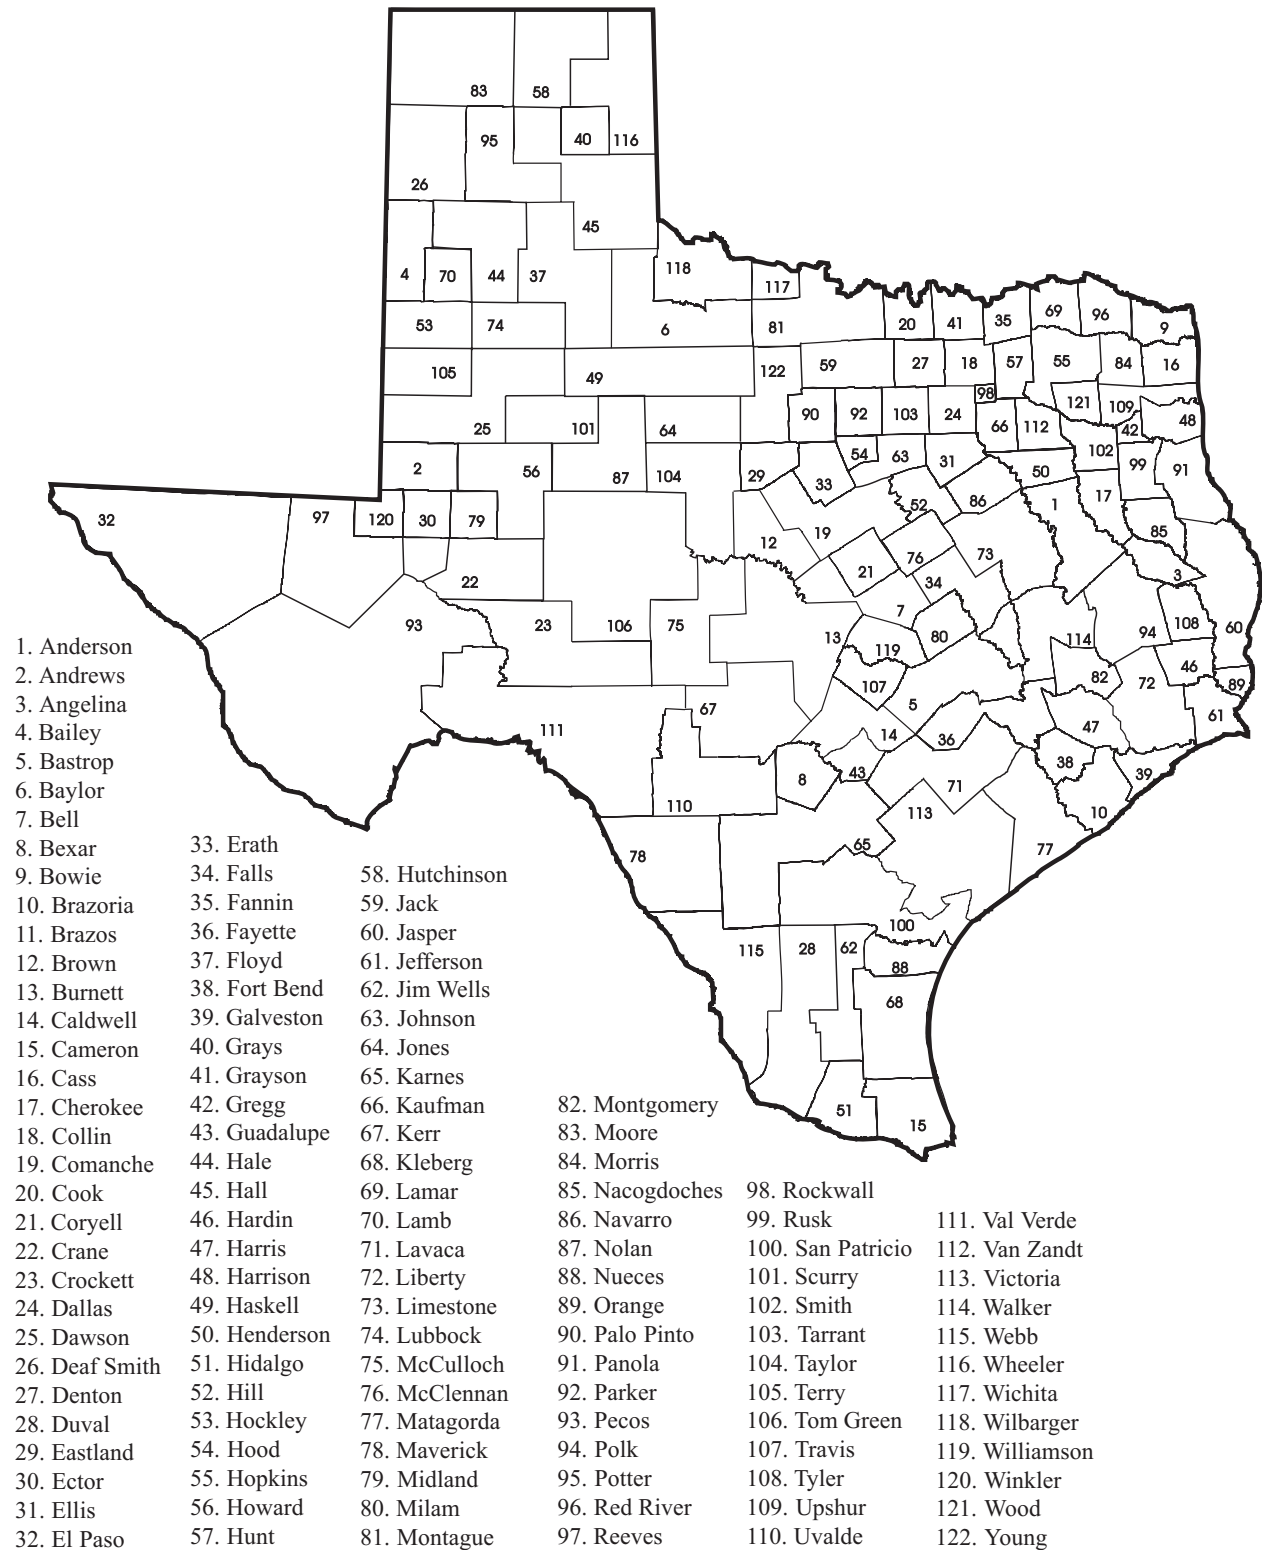 83
58
95
40
116
26
45
4
70
44
37
118
117
53
74
6
81
20
41
35
69
96
9
105
49
122
59
27
18
57
55
84
16
25
101
64
90
92
103
24
98
66
112
121
109
42
48
2
56
87
104
29
33
54
63
31
50
102
99
91
32
97
120
30
79
12
19
52
86
1
17
85
22
21
76
34
73
3
93
23
106
75
13
7
119
80
114
94
108
60
111
67
107
5
82
72
46
89
14
36
47
61
110
8
43
71
38
39
78
65
113
10
77
115
28
62
100
88
68
51
15
1. Anderson
2. Andrews
3. Angelina
4. Bailey
5. Bastrop
6. Baylor
7. Bell
8. Bexar
9. Bowie
10. Brazoria
11. Brazos
12. Brown
13. Burnett
14. Caldwell
15. Cameron
16. Cass
17. Cherokee
18. Collin
19. Comanche
20. Cook
21. Coryell
22. Crane
23. Crockett
24. Dallas
25. Dawson
26. Deaf Smith
27. Denton
28. Duval
29. Eastland
30. Ector
31. Ellis
32. El Paso
33. Erath
34. Falls
35. Fannin
36. Fayette
37. Floyd
38. Fort Bend
39. Galveston
40. Grays
41. Grayson
42. Gregg
43. Guadalupe
44. Hale
45. Hall
46. Hardin
47. Harris
48. Harrison
49. Haskell
50. Henderson
51. Hidalgo
52. Hill
53. Hockley
54. Hood
55. Hopkins
56. Howard
57. Hunt
58. Hutchinson
59. Jack
60. Jasper
61. Jefferson
62. Jim Wells
63. Johnson
64. Jones
65. Karnes
66. Kaufman
67. Kerr
68. Kleberg
69. Lamar
70. Lamb
71. Lavaca
72. Liberty
73. Limestone
74. Lubbock
75. McCulloch
76. McClennan
77. Matagorda
78. Maverick
79. Midland
80. Milam
81. Montague
82. Montgomery
83. Moore
84. Morris
85. Nacogdoches
86. Navarro
87. Nolan
88. Nueces
89. Orange
90. Palo Pinto
91. Panola
92. Parker
93. Pecos
94. Polk
95. Potter
96. Red River
97. Reeves
98. Rockwall
99. Rusk
100. San Patricio
101. Scurry
102. Smith
103. Tarrant
104. Taylor
105. Terry
106. Tom Green
107. Travis
108. Tyler
109. Upshur
110. Uvalde
111. Val Verde
112. Van Zandt
113. Victoria
114. Walker
115. Webb
116. Wheeler
117. Wichita
118. Wilbarger
119. Williamson
120. Winkler
121. Wood
122. Young